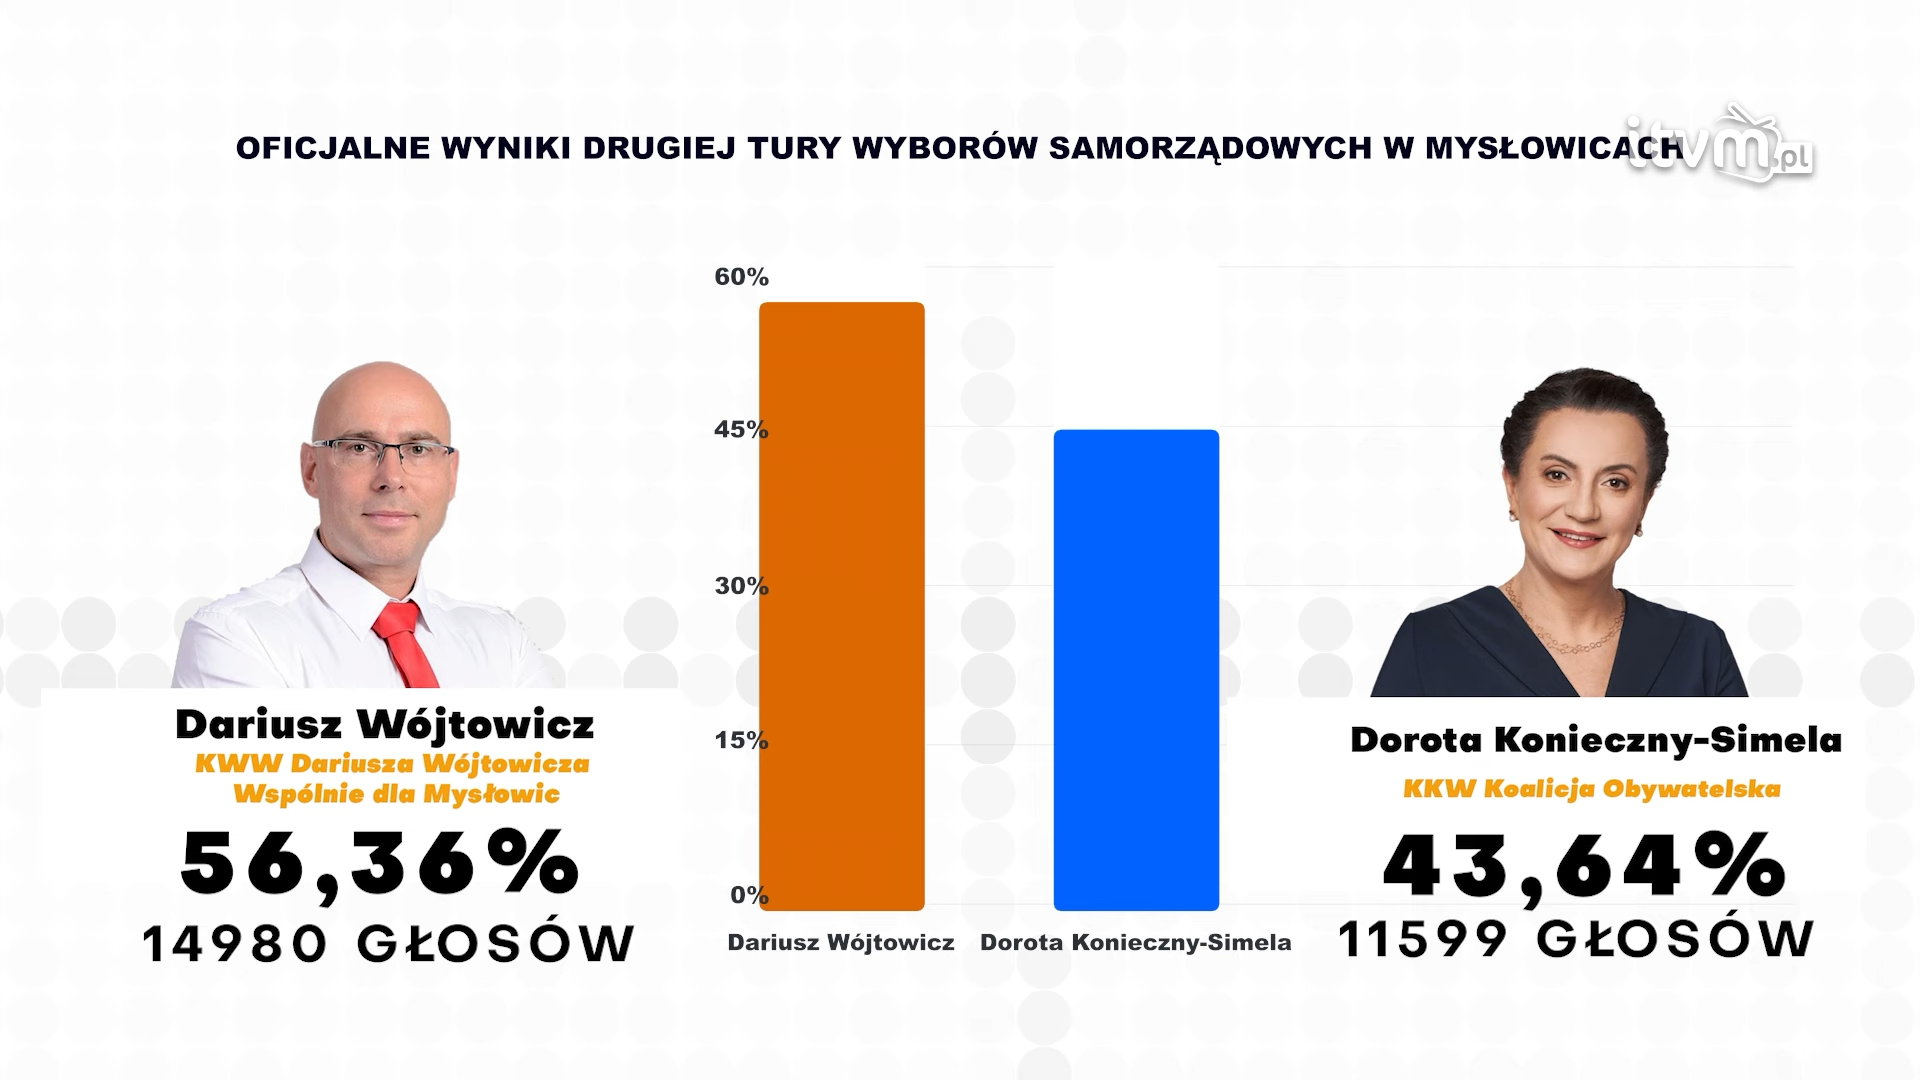 OFICJALNE WYNIKI DRUGIEJ TURY WYBORÓW SAMORZĄDOWYCH W MYSŁOWICACH
itvm.pl
60%
45%
30%
15%
0%
Dariusz Wójtowicz
Dorota Konieczny-Simela
Dariusz Wójtowicz
KWW Dariusza Wójtowicza
Wspólnie dla Mysłowic
56,36%
14980 GŁOSÓW
Dorota Konieczny-Simela
KKW Koalicja Obywatelska
43,64%
11599 GŁOSÓW